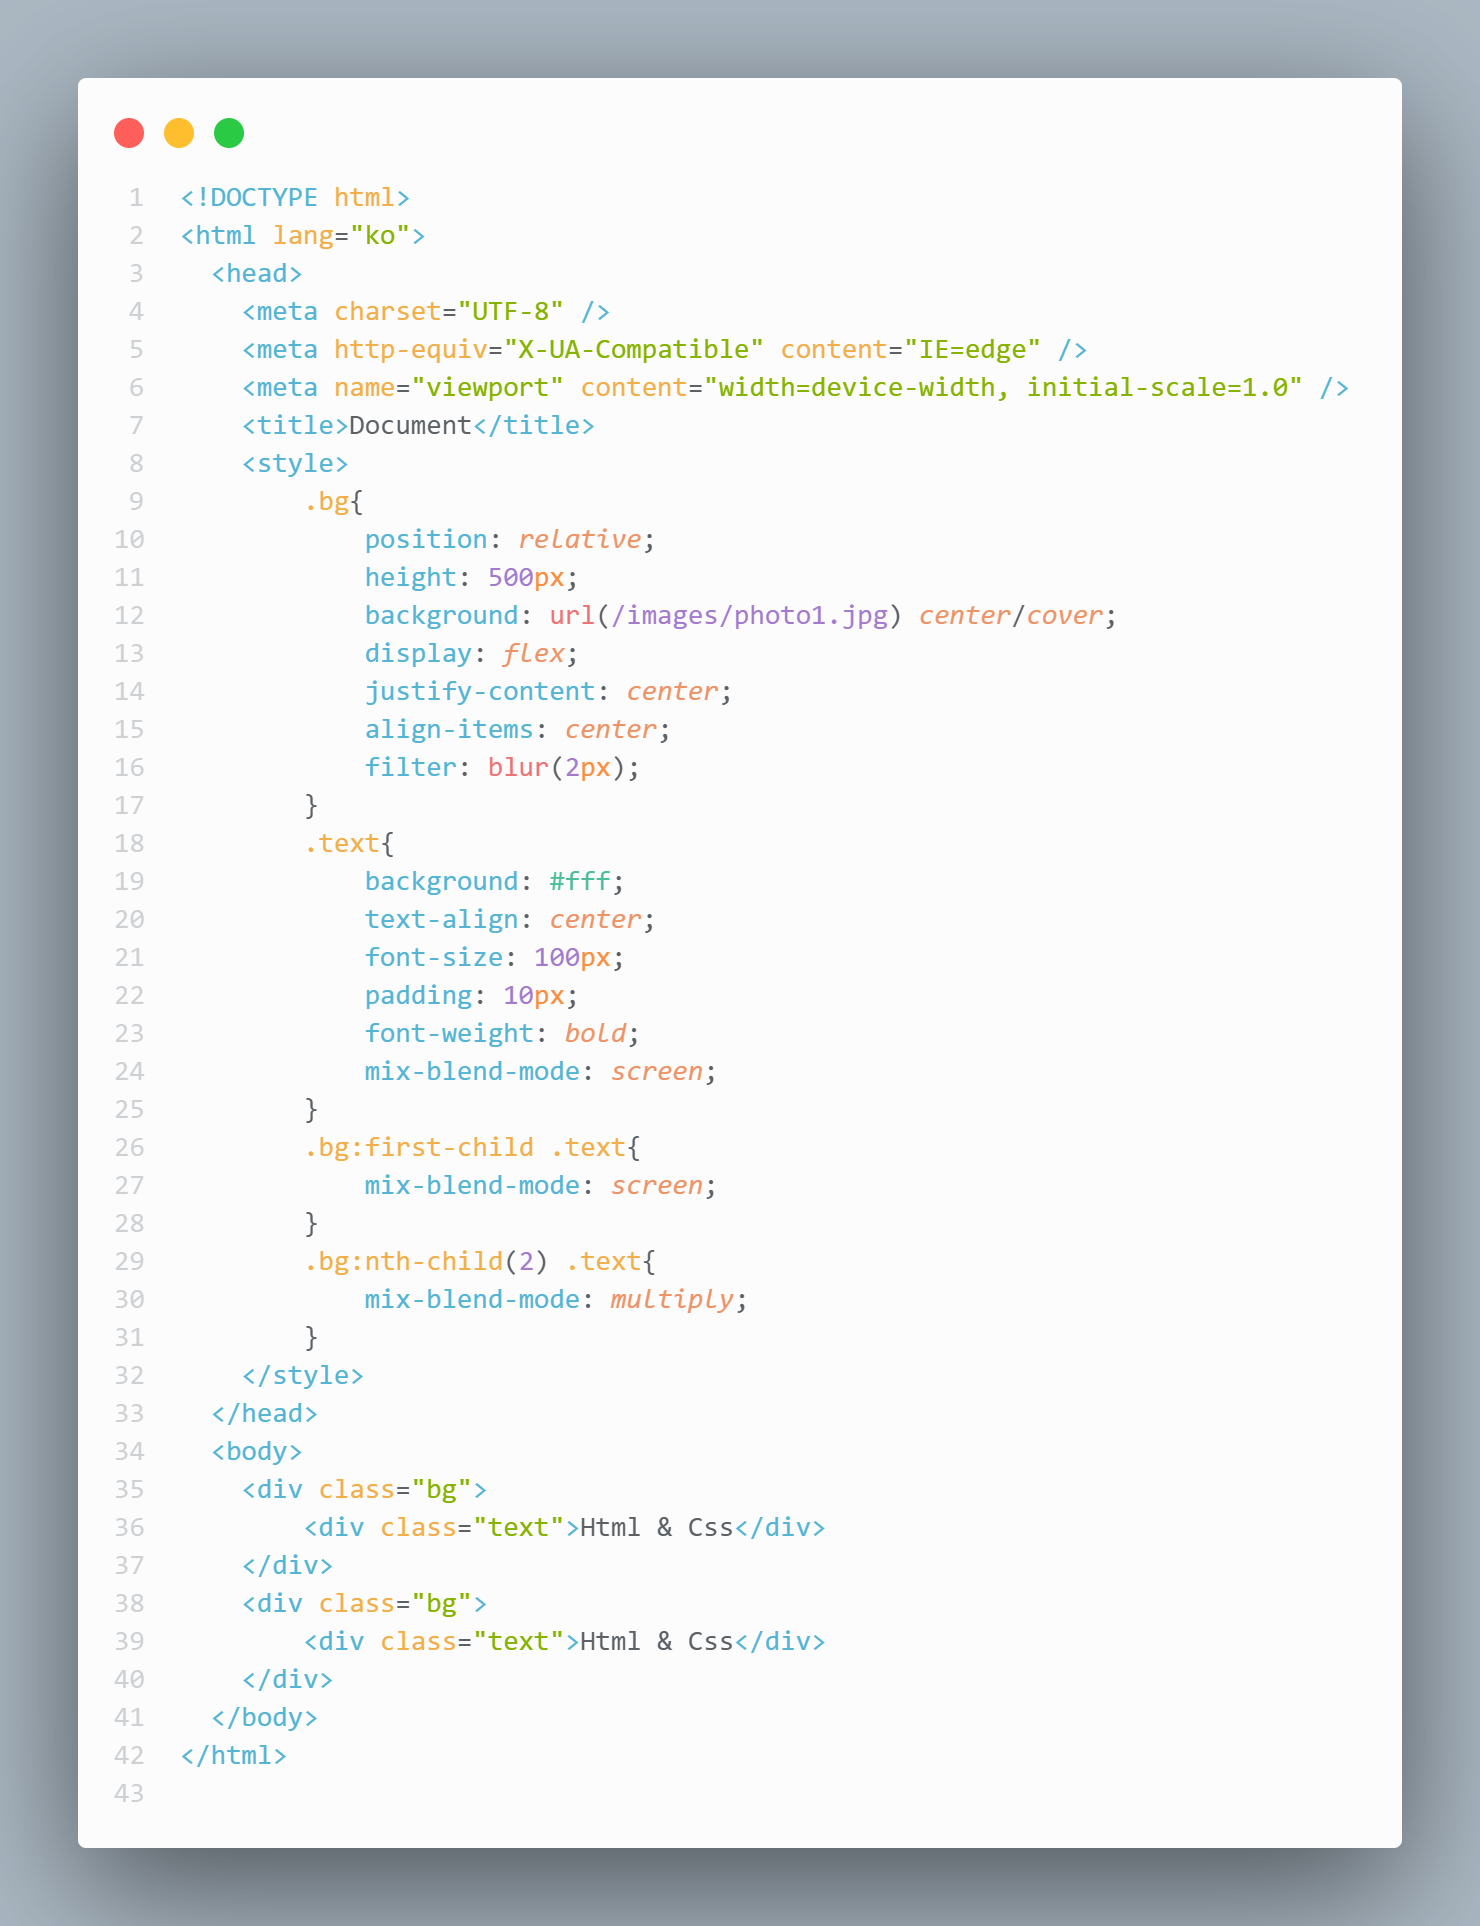 1 <!DOCTYPE html>
2 <html lang="ko">
3 <head>
4 <meta charset="UTF-8" />
5 <meta http-equiv="X-UA-Compatible" content="IE=edge" />
6 <meta name="viewport" content="width=device-width, initial-scale=1.0" />
7 <title>Document</title>
8 <style>
9 .bg{
10 position: relative;
11 height: 500px;
12 background: url(/images/photo1.jpg) center/cover;
13 display: flex;
14 justify-content: center;
15 align-items: center;
16 filter: blur(2px);
17 }
18 .text{
19 background: #fff;
20 text-align: center;
21 font-size: 100px;
22 padding: 10px;
23 font-weight: bold;
24 mix-blend-mode: screen;
25 }
26 .bg:first-child .text{
27 mix-blend-mode: screen;
28 }
29 .bg:nth-child(2) .text{
30 mix-blend-mode: multiply;
31 }
32 </style>
33 </head>
34 <body>
35 <div class="bg">
36 <div class="text">Html & Css</div>
37 </div>
38 <div class="bg">
39 <div class="text">Html & Css</div>
40 </div>
41 </body>
42 </html>
43